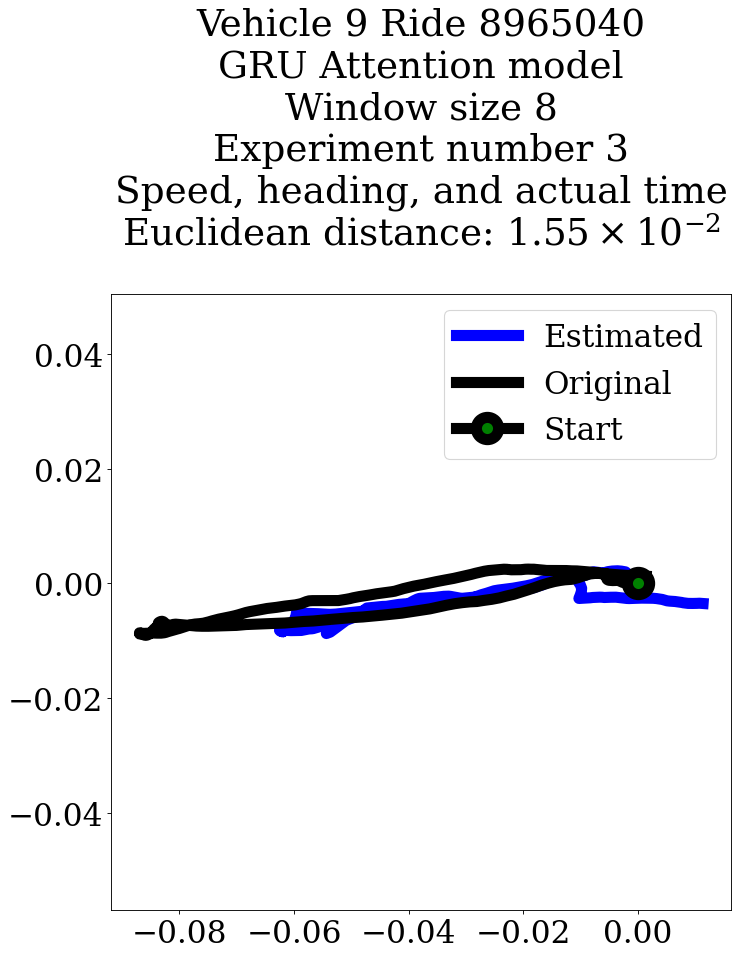 Vehicle 9 Ride 8965040
GRU Attention model
Window size 8
Experiment number 3
Speed, heading, and actual time
Euclidean distance: 1.55 × 10⁻²
Estimated
Original
Start
0.04
0.02
0.00
−0.02
−0.04
−0.08 −0.06 −0.04 −0.02 0.00